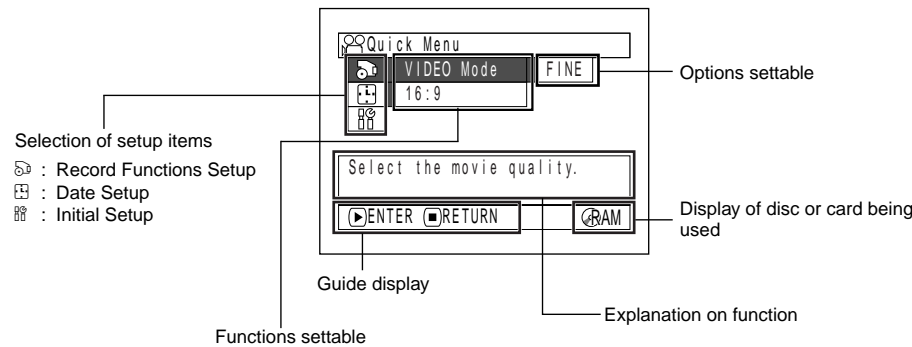 Quick Menu
VIDEO Mode
FINE
16:9
Options settable
Selection of setup items
: Record Functions Setup
: Date Setup
: Initial Setup
Select the movie quality.
ENTER RETURN
RAM
Display of disc or card being
used
Guide display
Explanation on function
Functions settable